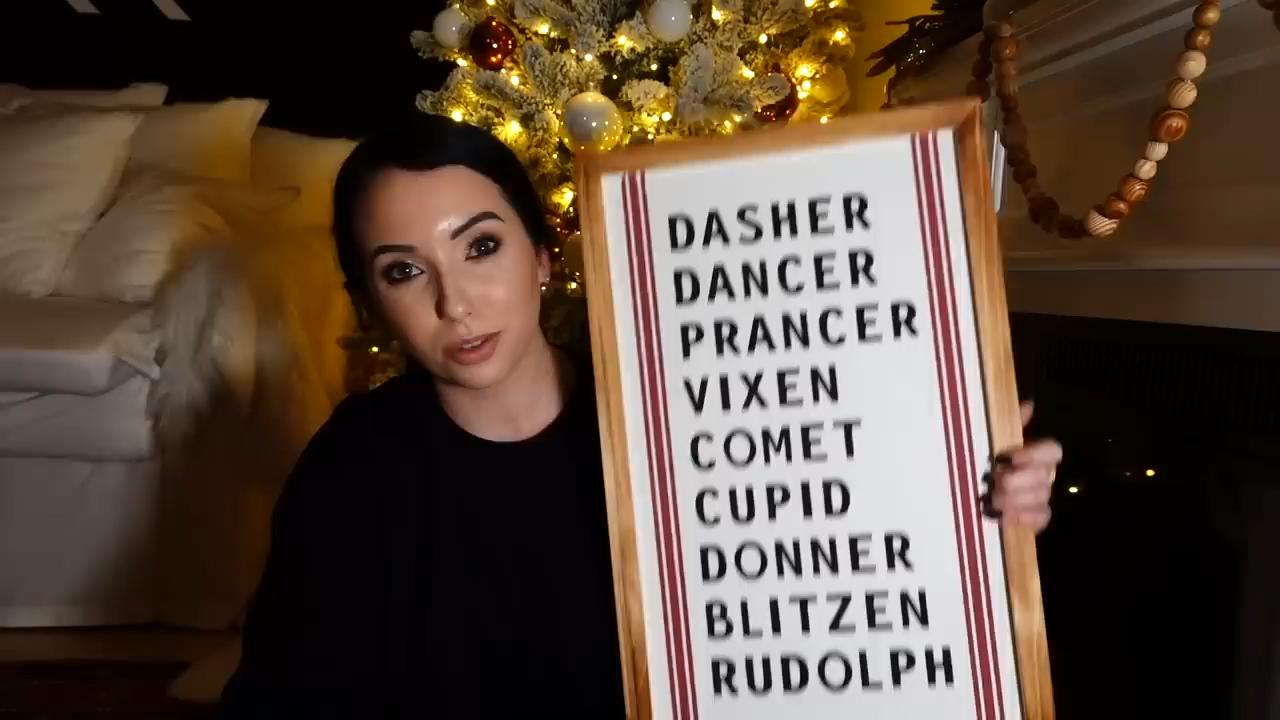 DASHER
DANCER
PRANCER
VIXEN
COMET
CUPID
DONNER
BLITZEN
RUDOLPH